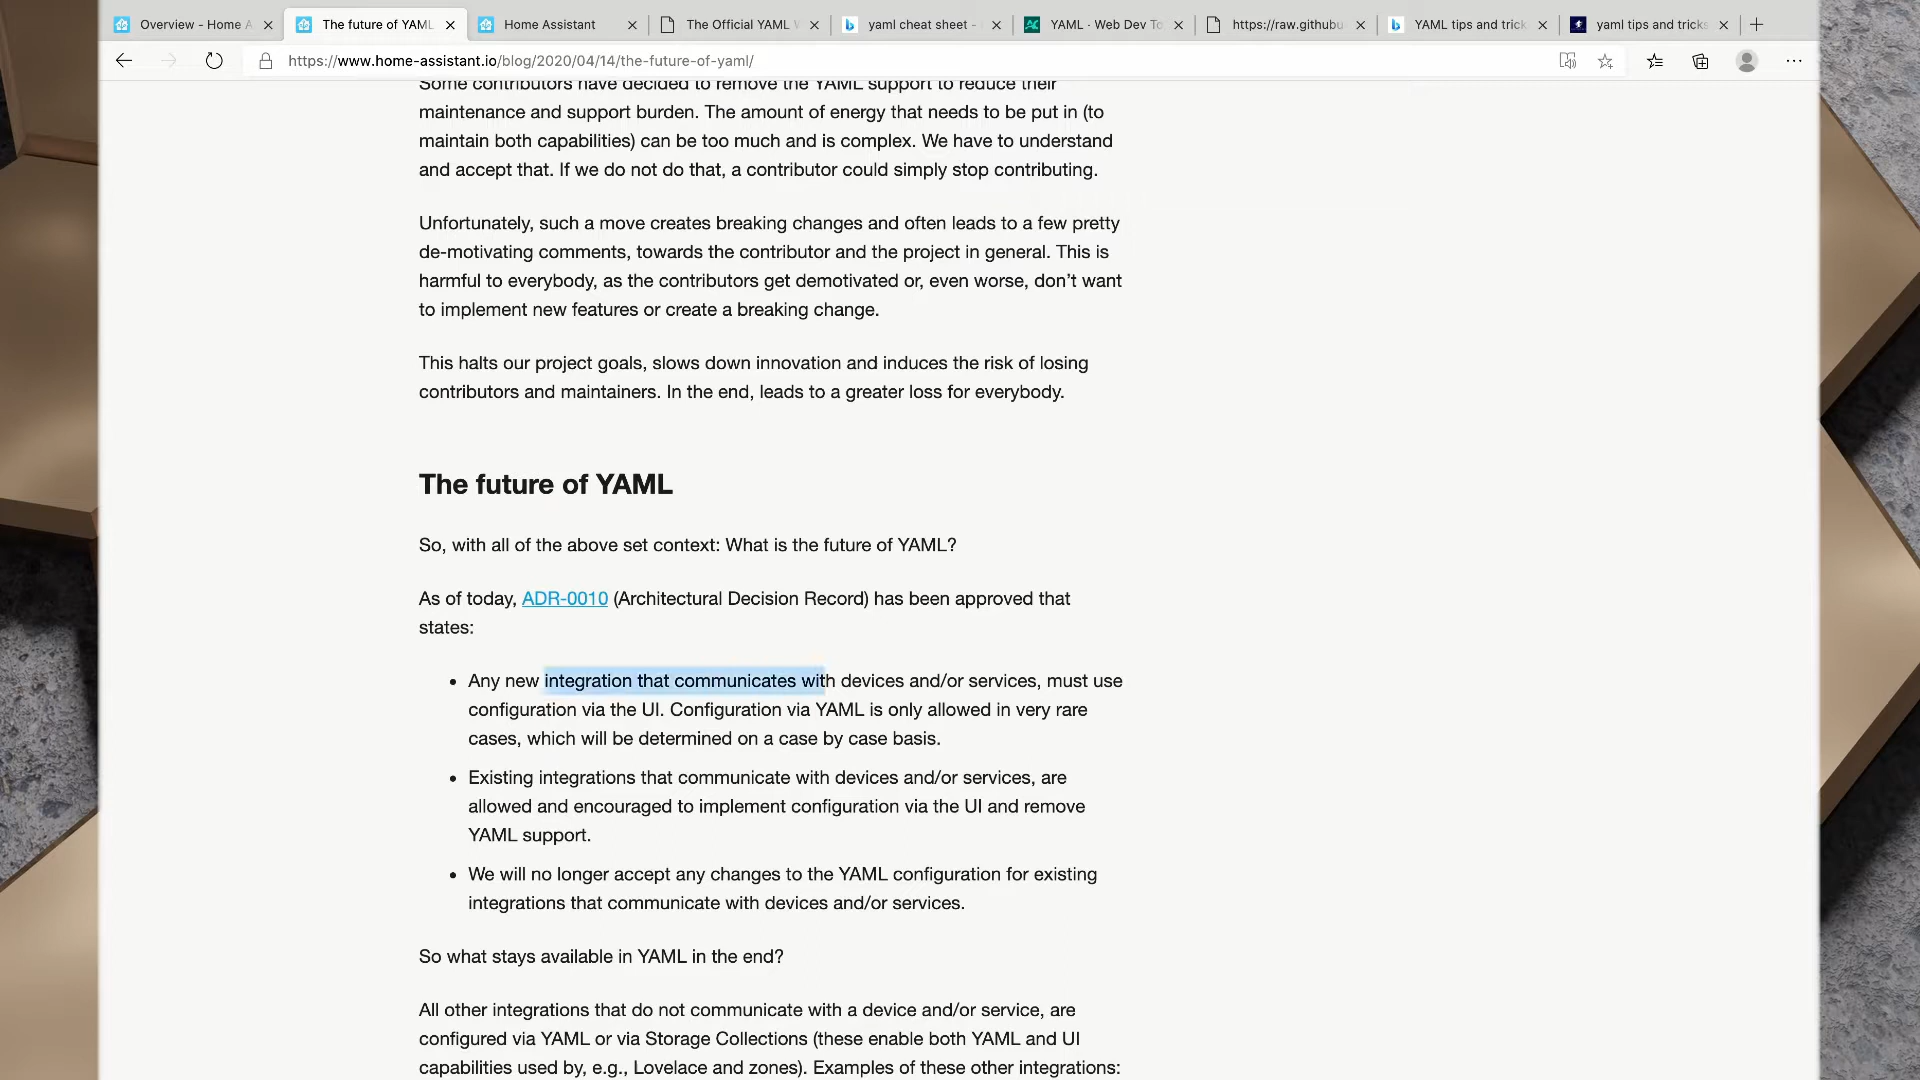 Overview - Home A
The future of YAML
Home Assistant
The Official YAML W
yaml cheat sheet -
YAML - Web Dev To
https://raw.githubu
YAML tips and trick
yaml tips and tricks
https://www.home-assistant.io/blog/2020/04/14/the-future-of-yaml/
Some contributors have decided to remove the YAML support to reduce their
maintenance and support burden. The amount of energy that needs to be put in (to
maintain both capabilities) can be too much and is complex. We have to understand
and accept that. If we do not do that, a contributor could simply stop contributing.
Unfortunately, such a move creates breaking changes and often leads to a few pretty
de-motivating comments, towards the contributor and the project in general. This is
harmful to everybody, as the contributors get demotivated or, even worse, don’t want
to implement new features or create a breaking change.
This halts our project goals, slows down innovation and induces the risk of losing
contributors and maintainers. In the end, leads to a greater loss for everybody.
The future of YAML
So, with all of the above set context: What is the future of YAML?
As of today, ADR-0010 (Architectural Decision Record) has been approved that
states:
• Any new integration that communicates with devices and/or services, must use
configuration via the UI. Configuration via YAML is only allowed in very rare
cases, which will be determined on a case by case basis.
• Existing integrations that communicate with devices and/or services, are
allowed and encouraged to implement configuration via the UI and remove
YAML support.
• We will no longer accept any changes to the YAML configuration for existing
integrations that communicate with devices and/or services.
So what stays available in YAML in the end?
All other integrations that do not communicate with a device and/or service, are
configured via YAML or via Storage Collections (these enable both YAML and UI
capabilities used by, e.g., Lovelace and zones). Examples of these other integrations: